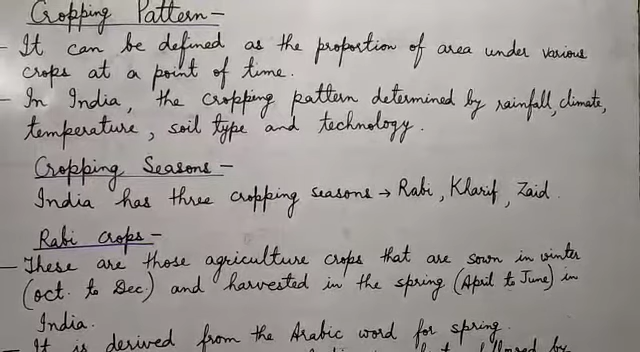 Cropping Pattern -
- It can be defined as the proportion of area under various
crops at a point of time.
- In India, the cropping pattern determined by rainfall, climate,
temperature, soil type and technology.
Cropping Seasons -
India has three cropping seasons → Rabi, Kharif, Zaid.
Rabi crops -
- These are those agriculture crops that are sown in winter
(oct. to Dec.) and harvested in the spring (April to June) in
India.
- It is derived from the Arabic word for spring.